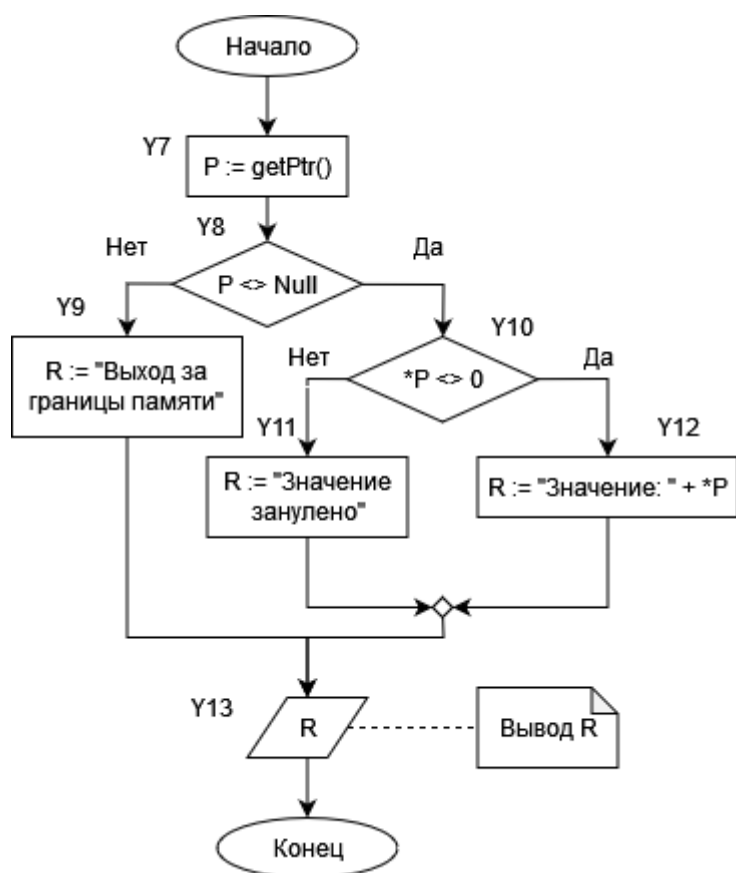 Начало
Y7
P := getPtr()
Y8
Нет
Да
P <> Null
Y9
Y10
R := "Выход за
границы памяти"
Нет
Да
*P <> 0
Y11
Y12
R := "Значение
занулено"
R := "Значение: " + *P
Y13
R
Вывод R
Конец